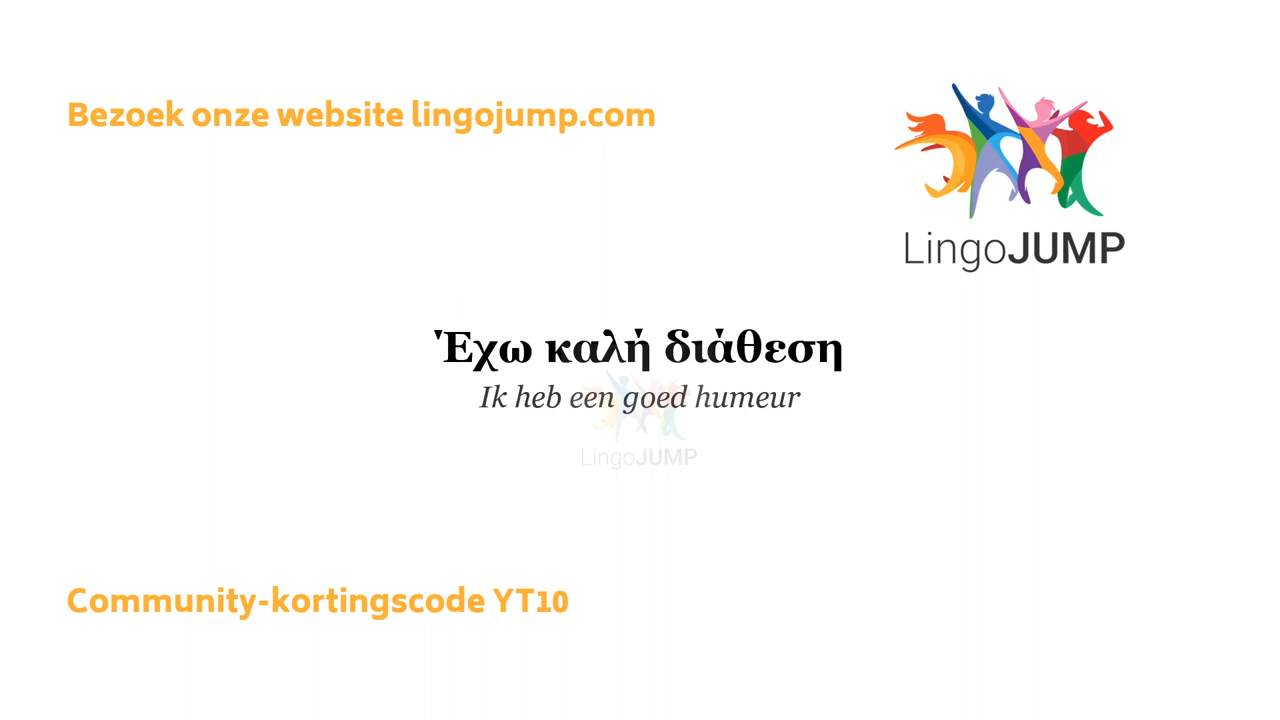 Bezoek onze website lingojump.com
LingoJUMP
Έχω καλή διάθεση
Ik heb een goed humeur
LingoJUMP
Community-kortingscode YT10